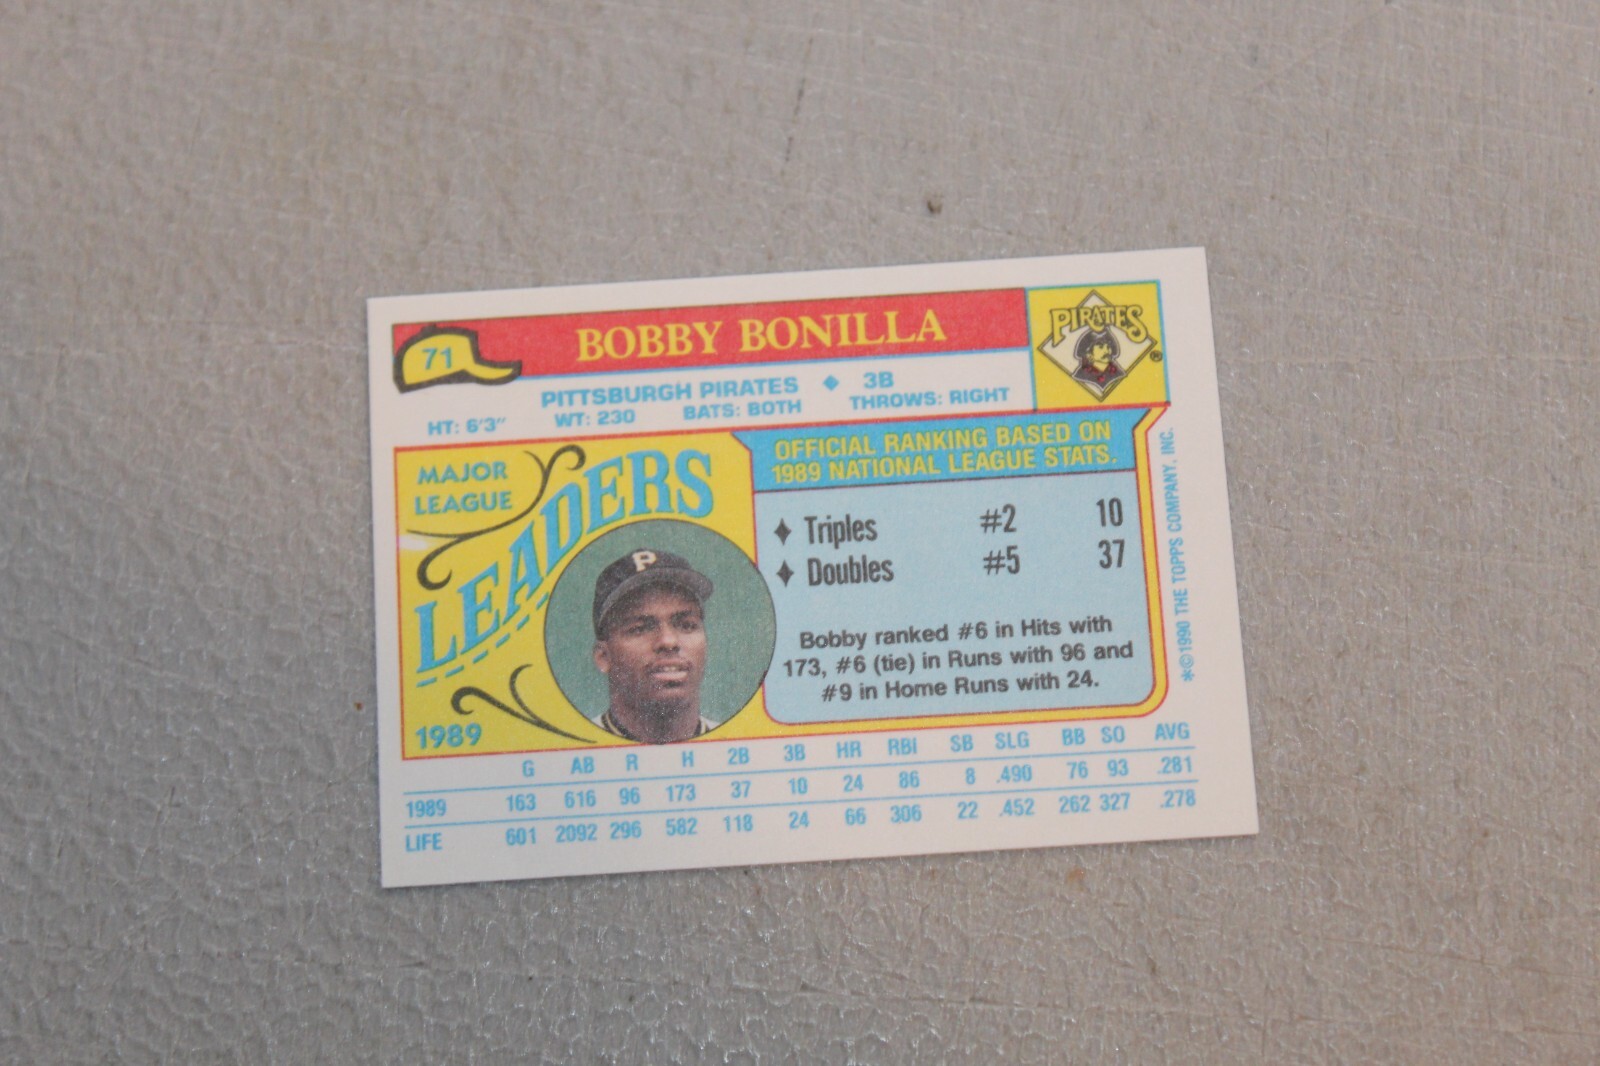 71
BOBBY BONILLA
PIRATES
®
PITTSBURGH PIRATES ♦ 3B
HT: 6'3" WT: 230 BATS: BOTH THROWS: RIGHT
MAJOR
LEAGUE
LEADERS
P
1989
OFFICIAL RANKING BASED ON
1989 NATIONAL LEAGUE STATS.
♦ Triples #2 10
♦ Doubles #5 37
Bobby ranked #6 in Hits with
173, #6 (tie) in Runs with 96 and
#9 in Home Runs with 24.
*©1990 THE TOPPS COMPANY, INC.
G AB R H 2B 3B HR RBI SB SLG BB SO AVG
1989 163 616 96 173 37 10 24 86 8 .490 76 93 .281
LIFE 601 2092 296 582 118 24 66 306 22 .452 262 327 .278